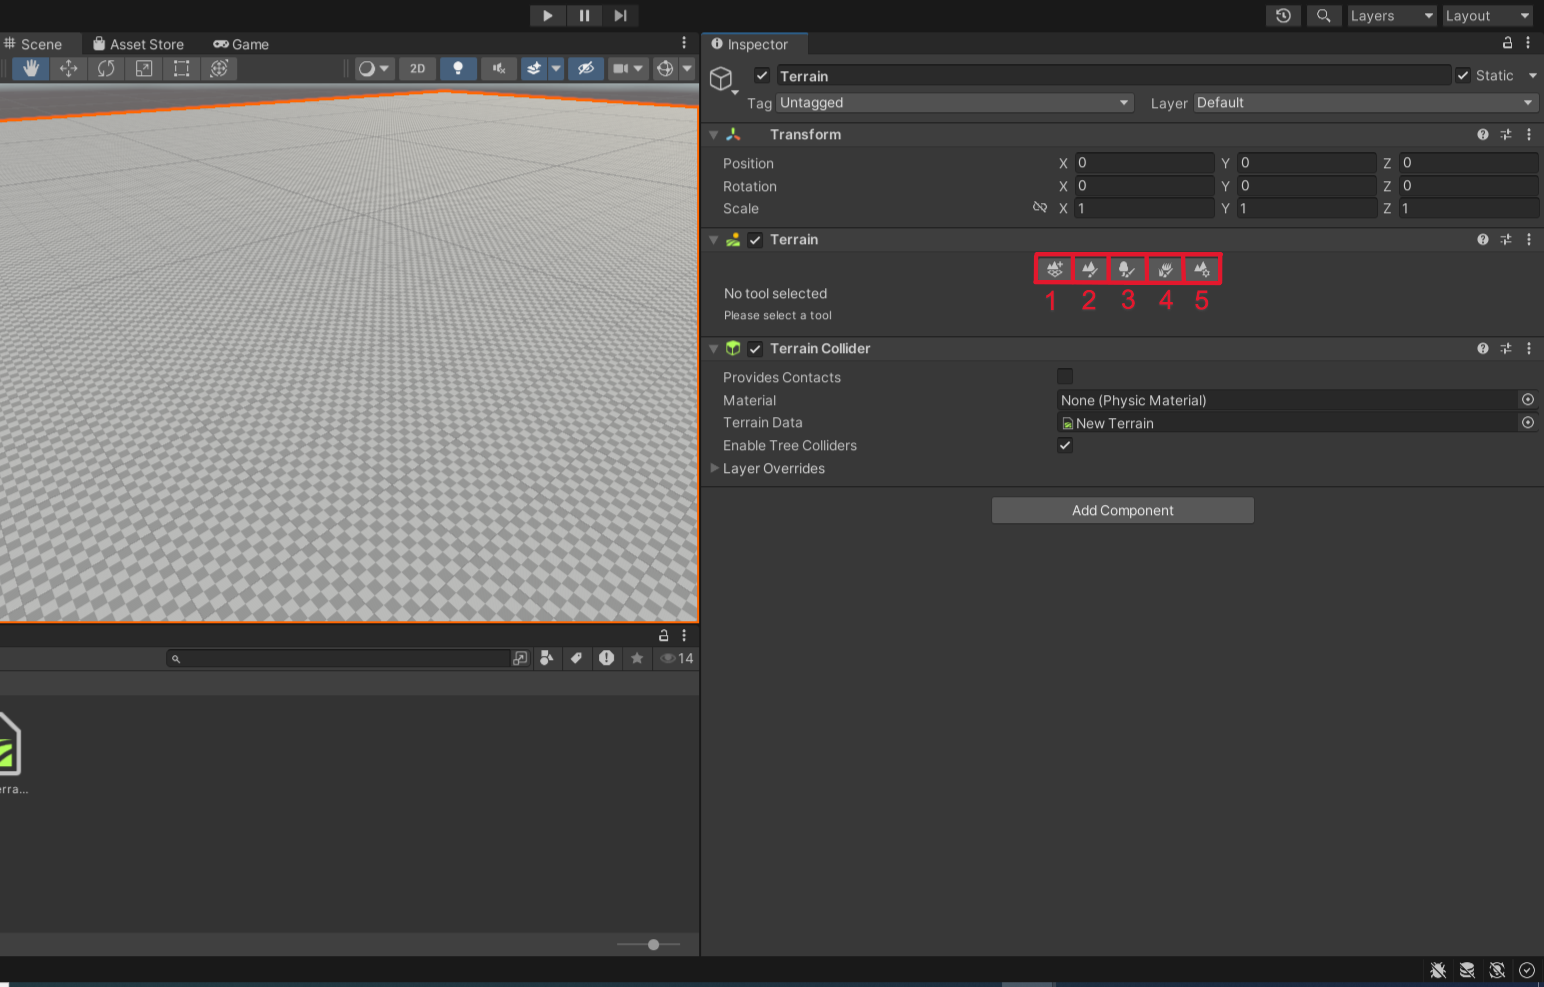 Layers
Layout
Scene
Asset Store
Game
Inspector
2D
Terrain
Static
Tag Untagged
Layer Default
Transform
Position X 0 Y 0 Z 0
Rotation X 0 Y 0 Z 0
Scale X 1 Y 1 Z 1
Terrain
1 2 3 4 5
No tool selected
Please select a tool
Terrain Collider
Provides Contacts
Material None (Physic Material)
Terrain Data New Terrain
Enable Tree Colliders
Layer Overrides
Add Component
14
erra...